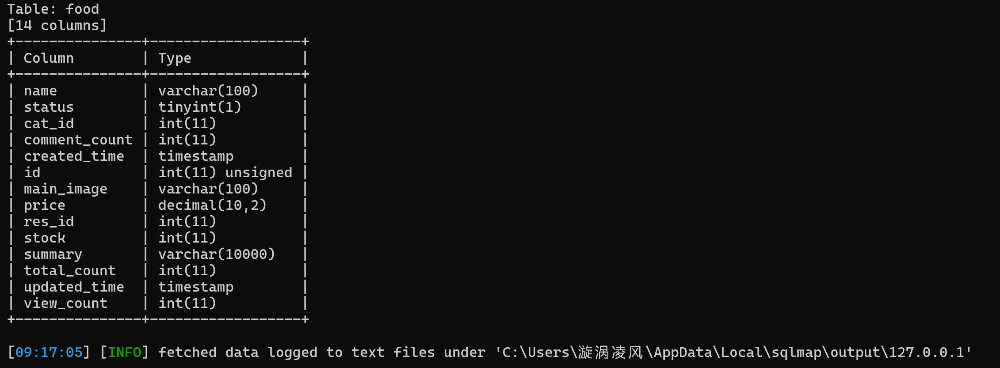 Table: food
[14 columns]
+---------------+------------------+
| Column        | Type             |
+---------------+------------------+
| name          | varchar(100)     |
| status        | tinyint(1)       |
| cat_id        | int(11)          |
| comment_count | int(11)          |
| created_time  | timestamp        |
| id            | int(11) unsigned |
| main_image    | varchar(100)     |
| price         | decimal(10,2)    |
| res_id        | int(11)          |
| stock         | int(11)          |
| summary       | varchar(10000)   |
| total_count   | int(11)          |
| updated_time  | timestamp        |
| view_count    | int(11)          |
+---------------+------------------+
[09:17:05] [INFO] fetched data logged to text files under 'C:\Users\漩涡凌风\AppData\Local\sqlmap\output\127.0.0.1'